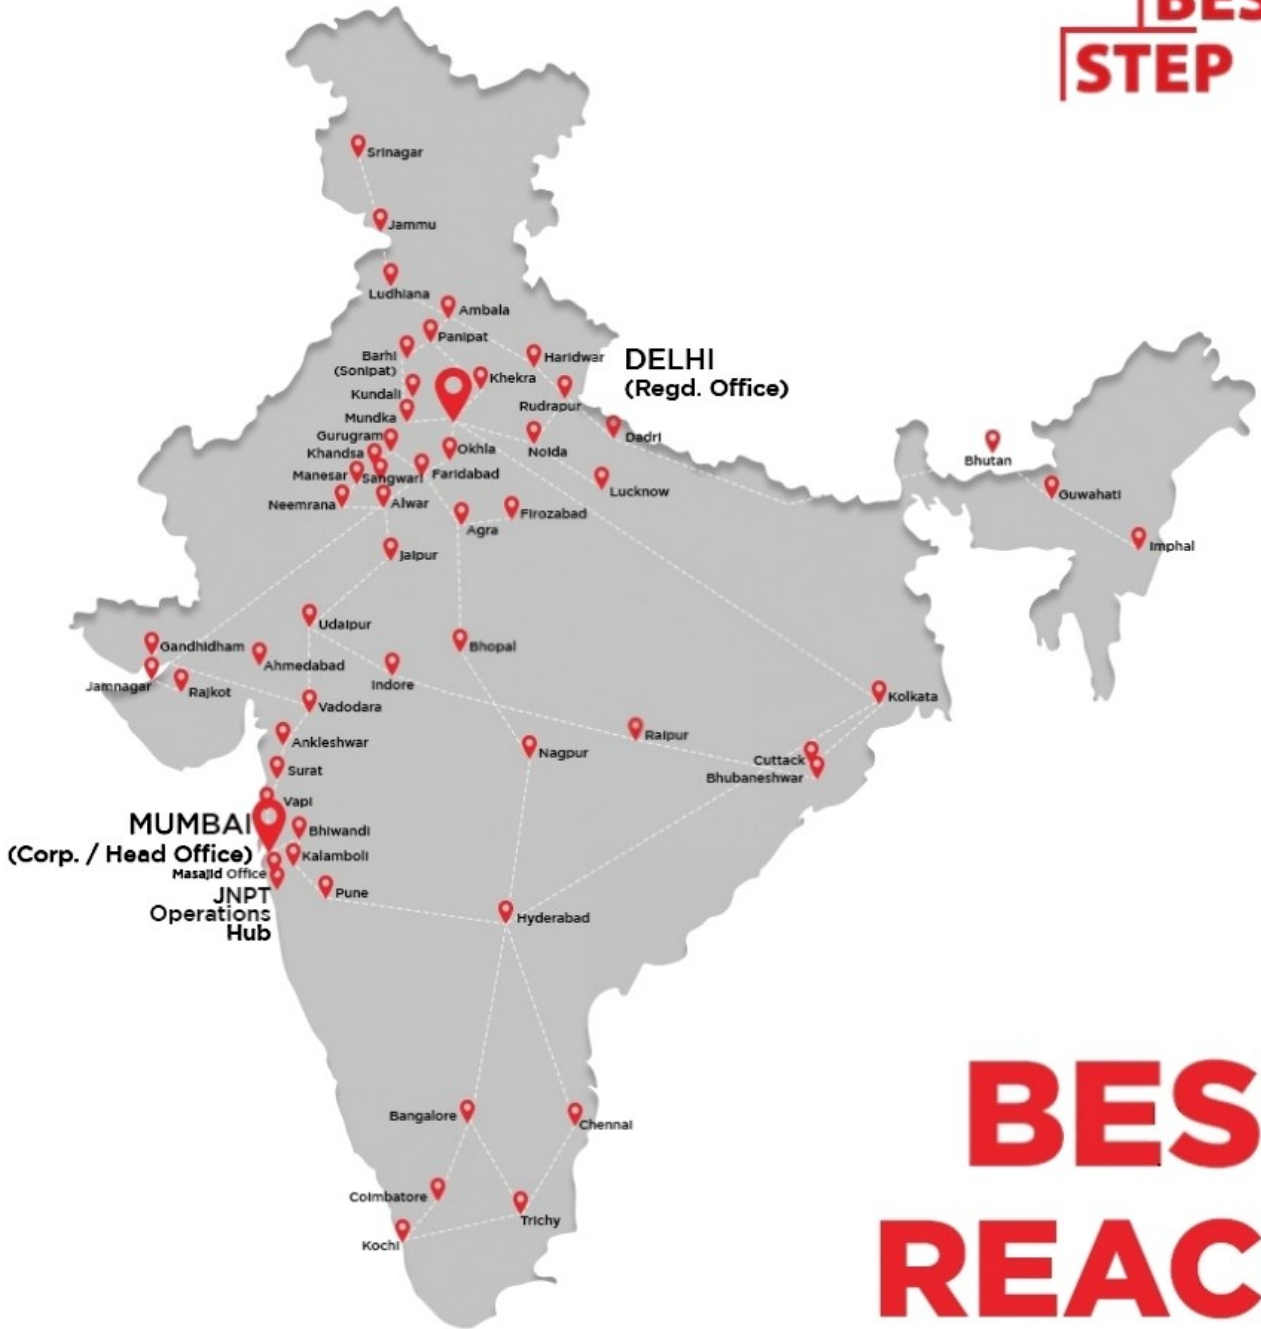 BES
STEP
Srinagar
Jammu
Ludhiana
Ambala
Panipat
Barhi
(Sonipat)
Haridwar
DELHI
(Regd. Office)
Khekra
Kundali
Rudrapur
Mundka
Gurugram
Dadri
Okhla
Noida
Khandsa
Bhutan
Manesar
Sangwari
Faridabad
Lucknow
Guwahati
Neemrana
Alwar
Firozabad
Agra
Imphal
Jaipur
Udaipur
Gandhidham
Bhopal
Ahmedabad
Jamnagar
Rajkot
Indore
Kolkata
Vadodara
Raipur
Ankleshwar
Nagpur
Cuttack
Surat
Bhubaneshwar
Vapi
MUMBAI
(Corp. / Head Office)
Bhiwandi
Kalamboli
Masajid Office
JNPT
Operations
Hub
Pune
Hyderabad
Bangalore
Chennai
Coimbatore
Trichy
Kochi
BES
REAC